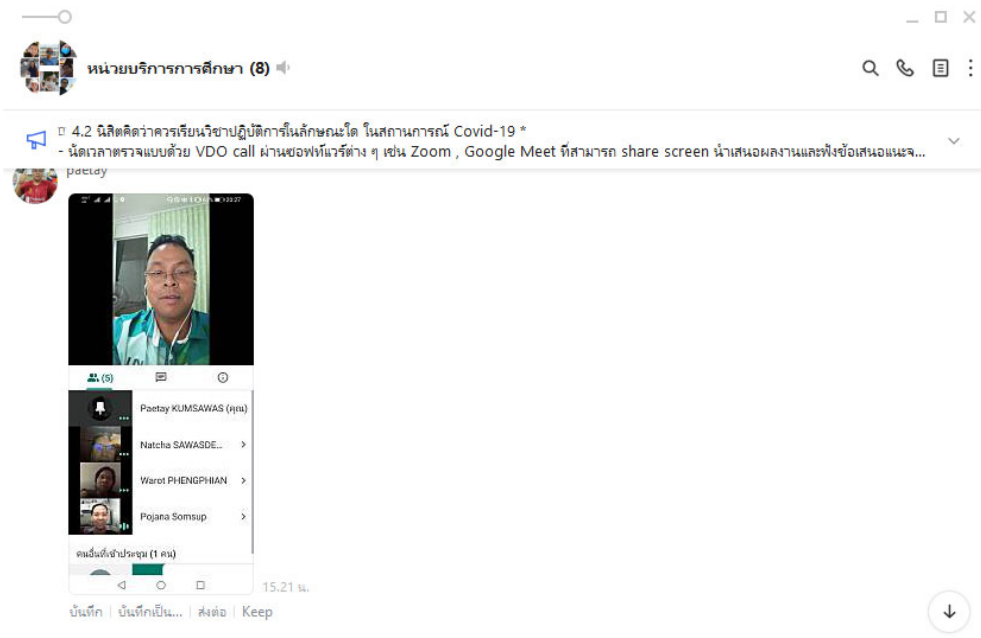 หน่วยบริการการศึกษา (8)
4.2 นิสิตคิดว่าควรเรียนวิชาปฏิบัติการในลักษณะใด ในสถานการณ์ Covid-19 *
- นัดเวลาตรวจแบบด้วย VDO call ผ่านซอฟท์แวร์ต่าง ๆ เช่น Zoom , Google Meet ที่สามารถ share screen นำเสนอผลงานและฟังข้อเสนอแนะจ...
paetay
20:27
(5)
Paetay KUMSAWAS (คุณ)
Natcha SAWASDE...
Warot PHENGPHIAN
Pojana Somsup
คนอื่นที่เข้าประชุม (1 คน)
15.21 น.
บันทึก | บันทึกเป็น... | ส่งต่อ | Keep